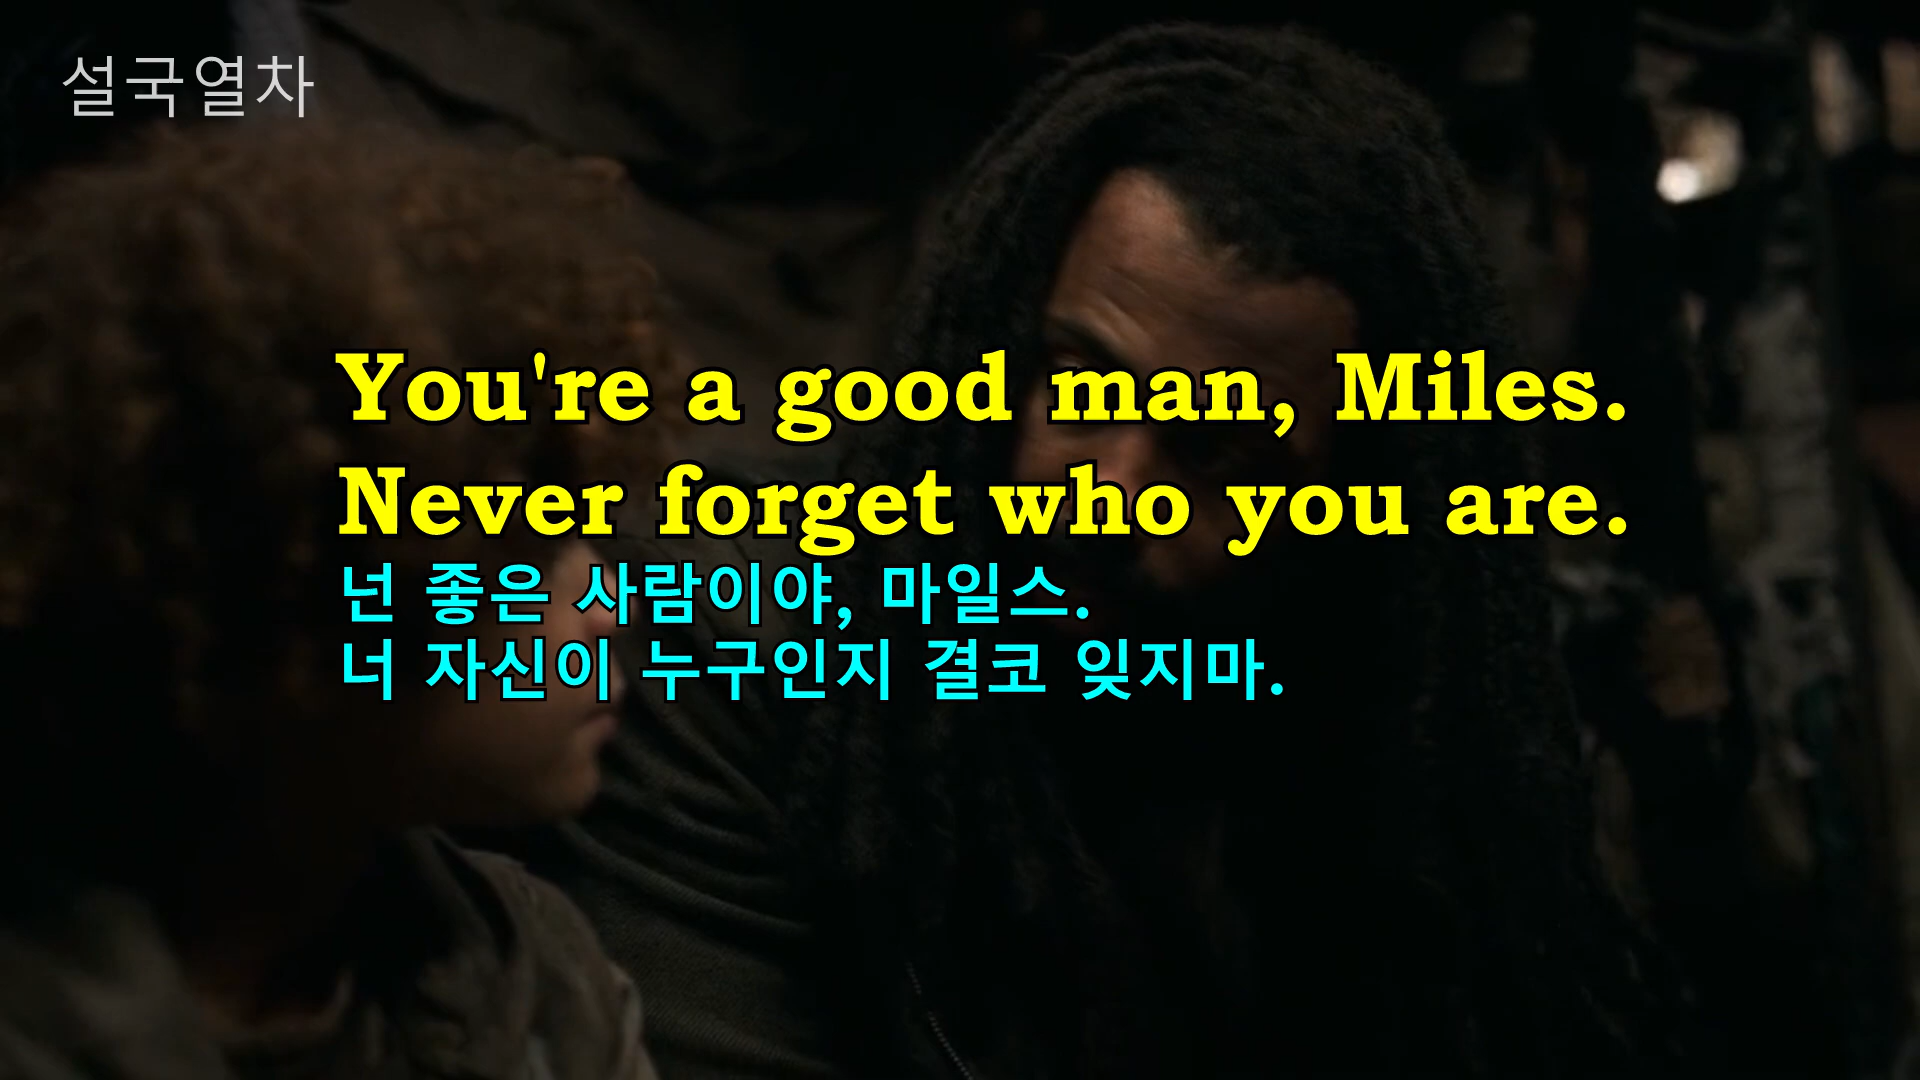 설국열차
You're a good man, Miles.
Never forget who you are.
넌 좋은 사람이야, 마일스.
너 자신이 누구인지 결코 잊지마.